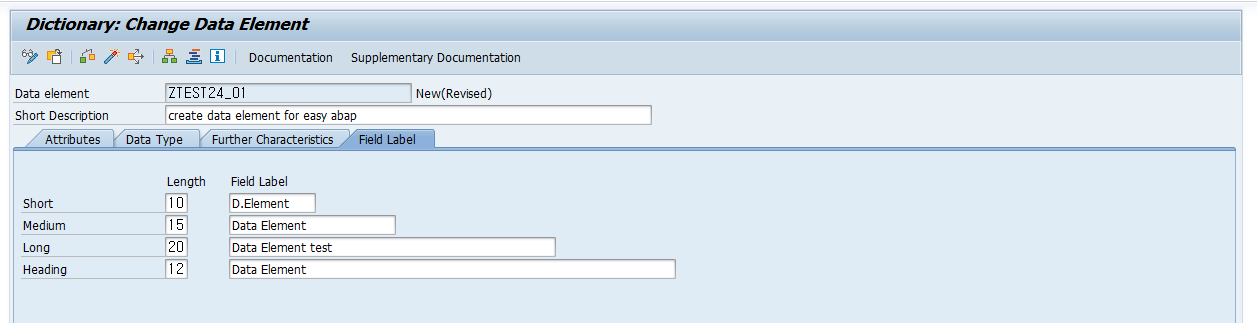 Dictionary: Change Data Element
Documentation Supplementary Documentation
Data element ZTEST24_01 New(Revised)
Short Description create data element for easy abap
Attributes Data Type Further Characteristics Field Label
Length Field Label
Short 10 D.Element
Medium 15 Data Element
Long 20 Data Element test
Heading 12 Data Element